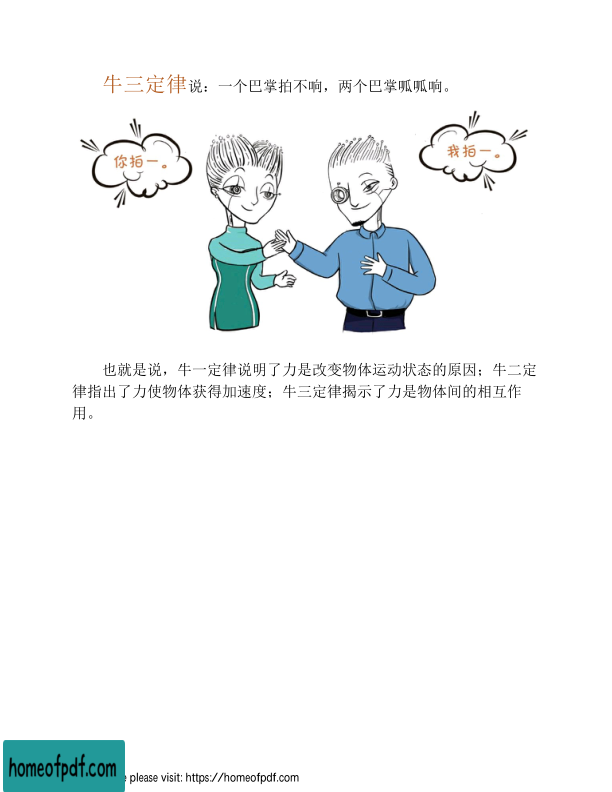 牛三定律说：一个巴掌拍不响，两个巴掌呱呱响。
你拍一。
我拍一。
也就是说，牛一定律说明了力是改变物体运动状态的原因；牛二定
律指出了力使物体获得加速度；牛三定律揭示了力是物体间的相互作
用。
homeofpdf.com
e please visit: https://homeofpdf.com